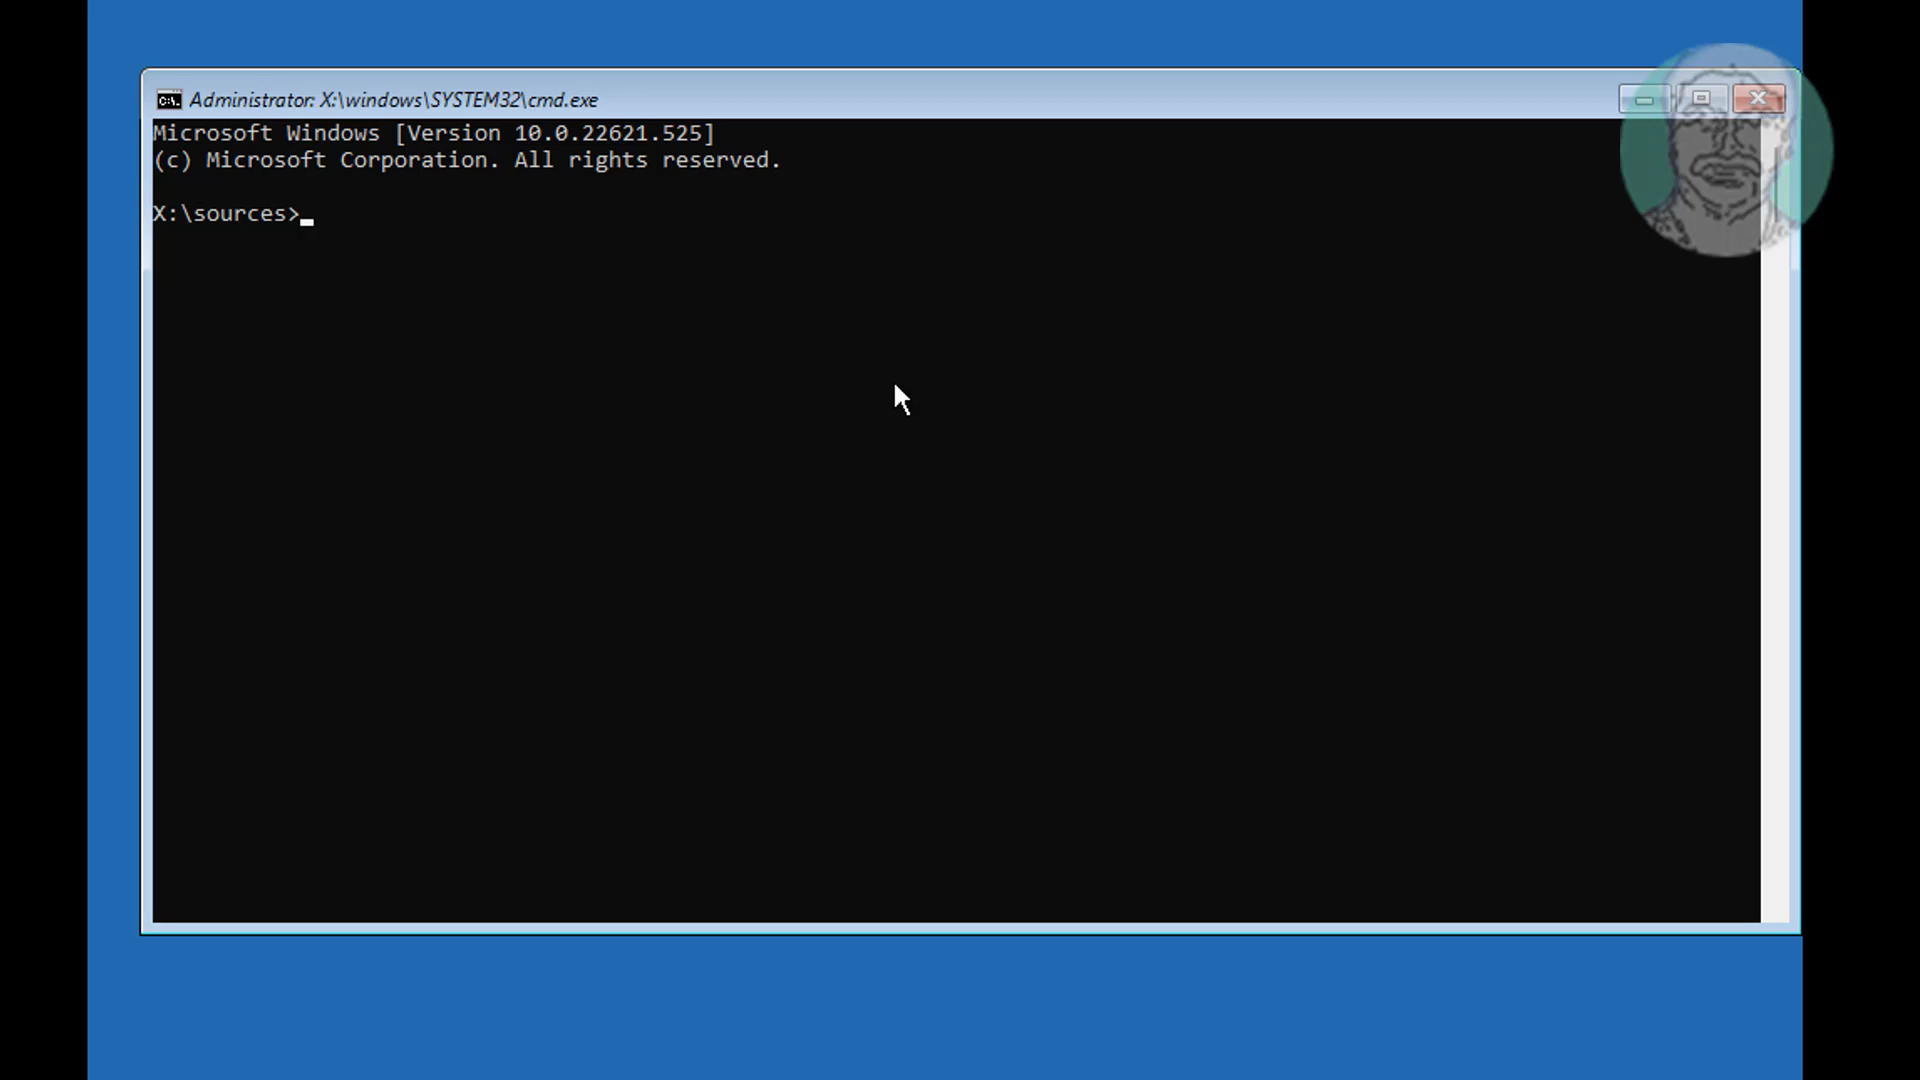 Administrator: X:\windows\SYSTEM32\cmd.exe
Microsoft Windows [Version 10.0.22621.525]
(c) Microsoft Corporation. All rights reserved.
X:\sources>